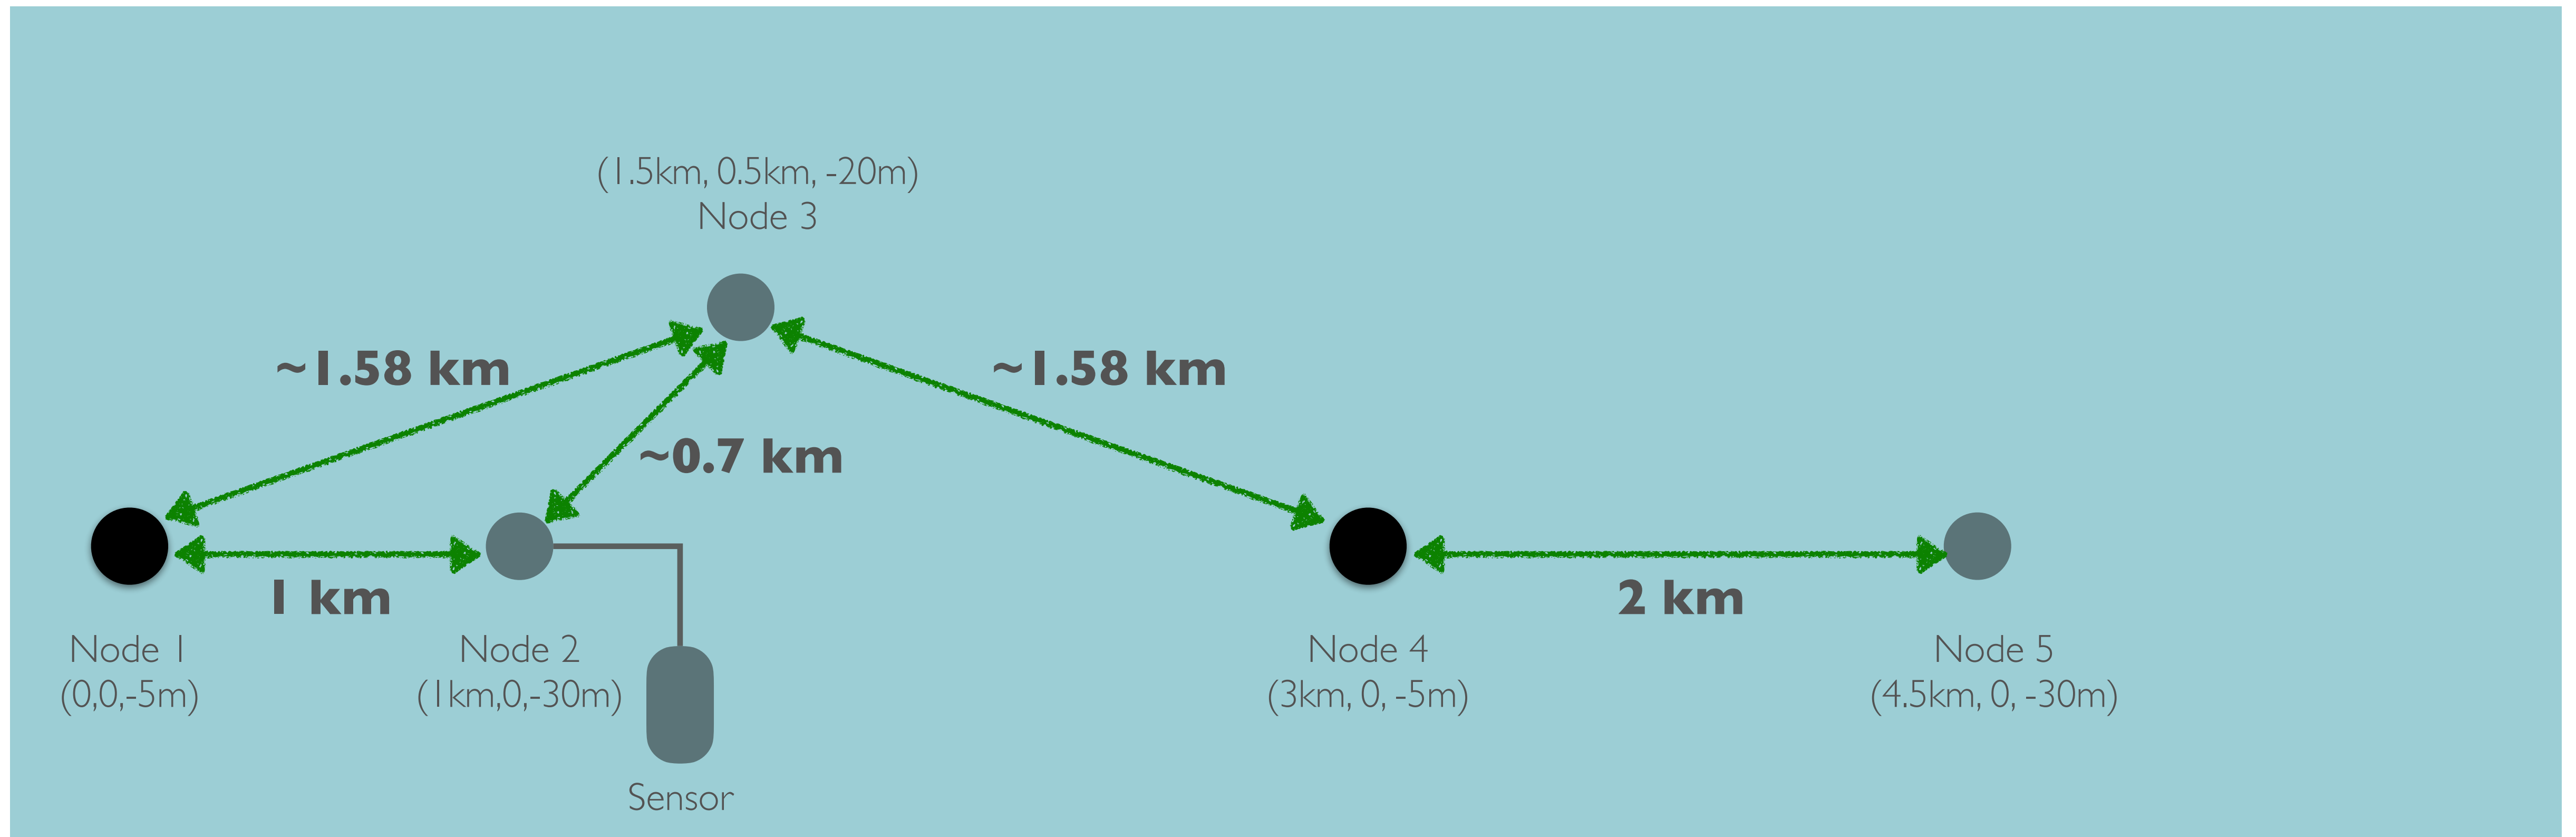 (1.5km, 0.5km, -20m)
Node 3
~1.58 km
~1.58 km
~0.7 km
1 km
2 km
Node 1
(0,0,-5m)
Node 2
(1km,0,-30m)
Node 4
(3km, 0, -5m)
Node 5
(4.5km, 0, -30m)
Sensor